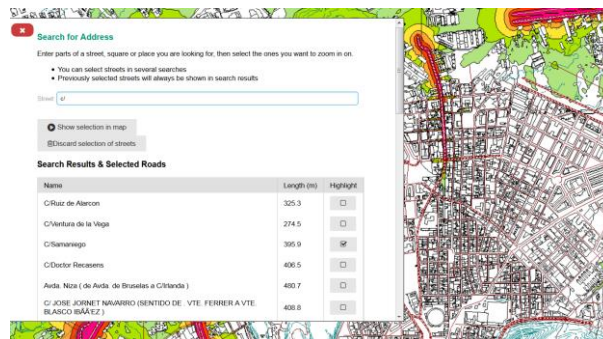 Search for Address
Enter parts of a street, square or place you are looking for, then select the ones you want to zoom in on.
You can select streets in several searches
Previously selected streets will always be shown in search results
Street c/
Show selection in map
Discard selection of streets
Search Results & Selected Roads
Name Length (m) Highlight
C/Ruiz de Alarcon 325.3
C/Ventura de la Vega 274.5
C/Samaniego 395.9
C/Doctor Recasens 406.5
Avda. Niza ( de Avda. de Bruselas a C/Irlanda ) 480.7
C/ JOSE JORNET NAVARRO (SENTIDO DE . VTE. FERRER A VTE.
BLASCO IBÃÂ'EZ ) 408.8